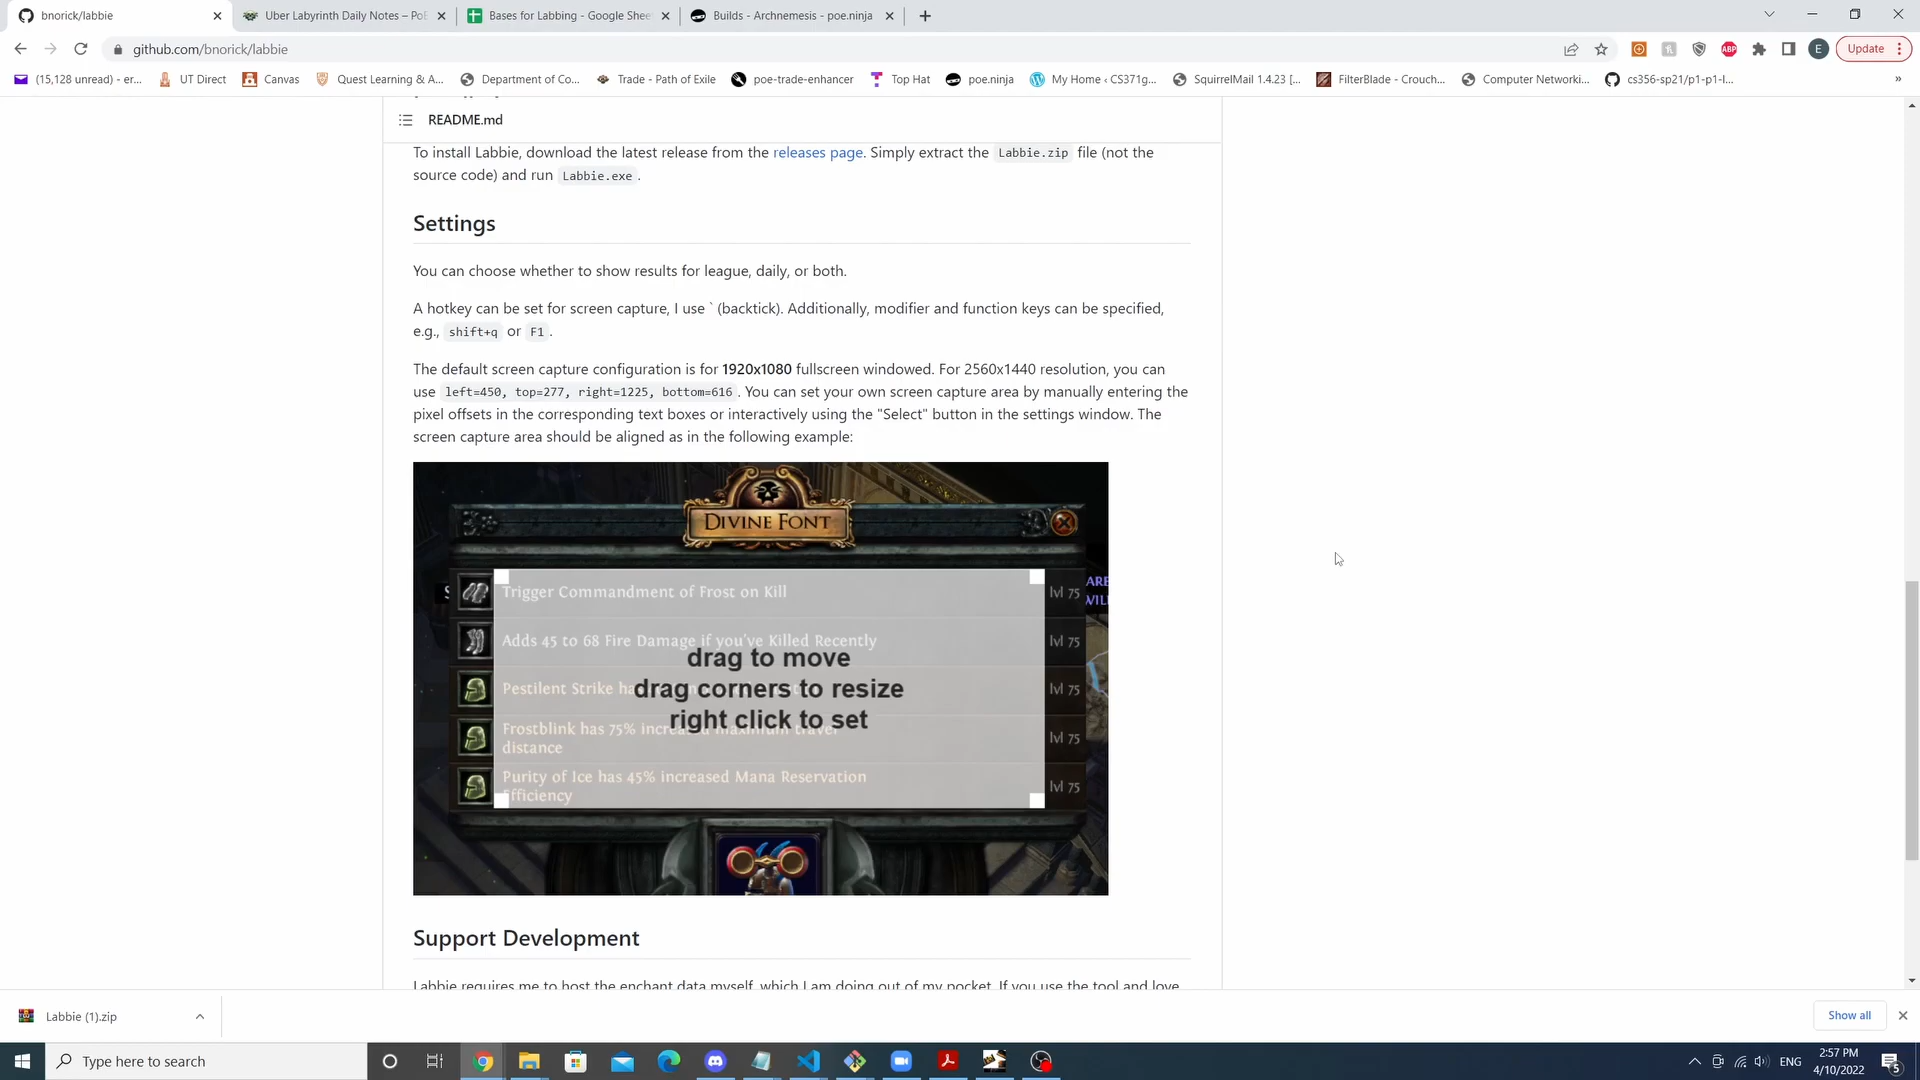 bnorick/labbie
Uber Labyrinth Daily Notes – PoE
Bases for Labbing - Google Shee
Builds - Archnemesis - poe.ninja
github.com/bnorick/labbie
ABP
E
Update
(15,128 unread) - er...
UT Direct
Canvas
Quest Learning & A...
Department of Co...
Trade - Path of Exile
poe-trade-enhancer
Top Hat
poe.ninja
My Home ‹ CS371g...
SquirrelMail 1.4.23 [...
FilterBlade - Crouch...
Computer Networki...
cs356-sp21/p1-p1-l...
»
README.md
To install Labbie, download the latest release from the releases page. Simply extract the Labbie.zip file (not the
source code) and run Labbie.exe.
Settings
You can choose whether to show results for league, daily, or both.
A hotkey can be set for screen capture, I use ` (backtick). Additionally, modifier and function keys can be specified,
e.g., shift+q or F1.
The default screen capture configuration is for 1920x1080 fullscreen windowed. For 2560x1440 resolution, you can
use left=450, top=277, right=1225, bottom=616. You can set your own screen capture area by manually entering the
pixel offsets in the corresponding text boxes or interactively using the "Select" button in the settings window. The
screen capture area should be aligned as in the following example:
DIVINE FONT
Trigger Commandment of Frost on Kill
lvl 75
Adds 45 to 68 Fire Damage if you've Killed Recently
lvl 75
drag to move
Pestilent Strike
lvl 75
drag corners to resize
right click to set
Frostblink has 75% increased maximum travel
distance
lvl 75
Purity of Ice has 45% increased Mana Reservation
Efficiency
lvl 75
Support Development
Labbie requires me to host the enchant data myself, which I am doing out of my pocket. If you use the tool and love
Labbie (1).zip
Show all
Type here to search
ENG
2:57 PM
4/10/2022
5